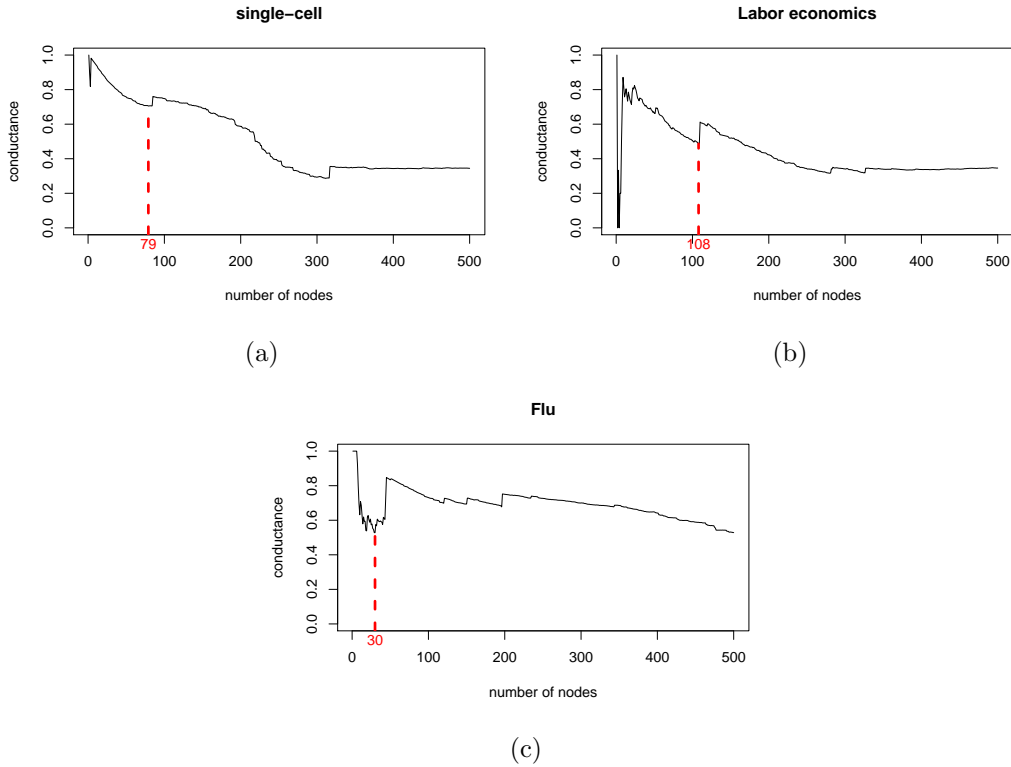 single−cell
conductance
1.0
0.8
0.6
0.4
0.2
0.0
79
0 100 200 300 400 500
number of nodes
(a)
Labor economics
conductance
1.0
0.8
0.6
0.4
0.2
0.0
108
0 100 200 300 400 500
number of nodes
(b)
Flu
conductance
1.0
0.8
0.6
0.4
0.2
0.0
30
0 100 200 300 400 500
number of nodes
(c)